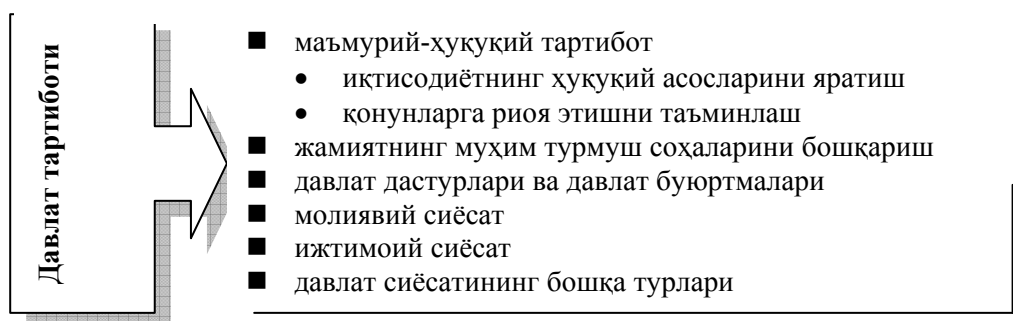 Давлат тартиботи
■ маъмурий-ҳуқуқий тартибот
• иқтисодиётнинг ҳуқуқий асосларини яратиш
• қонунларга риоя этишни таъминлаш
■ жамиятнинг муҳим турмуш соҳаларини бошқариш
■ давлат дастурлари ва давлат буюртмалари
■ молиявий сиёсат
■ ижтимоий сиёсат
■ давлат сиёсатининг бошқа турлари